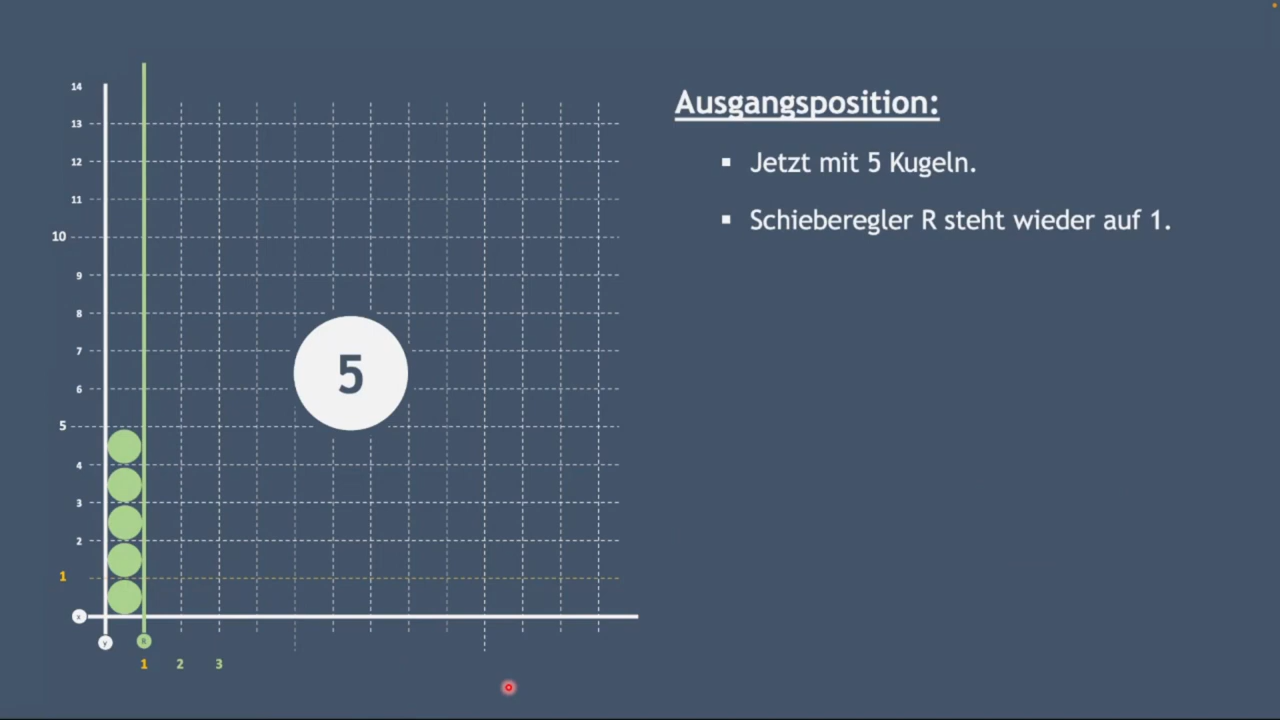 Ausgangsposition:
▪ Jetzt mit 5 Kugeln.
▪ Schieberegler R steht wieder auf 1.
14
13
12
11
10
9
8
7
6
5
4
3
2
1
5
X
Y R
1 2 3